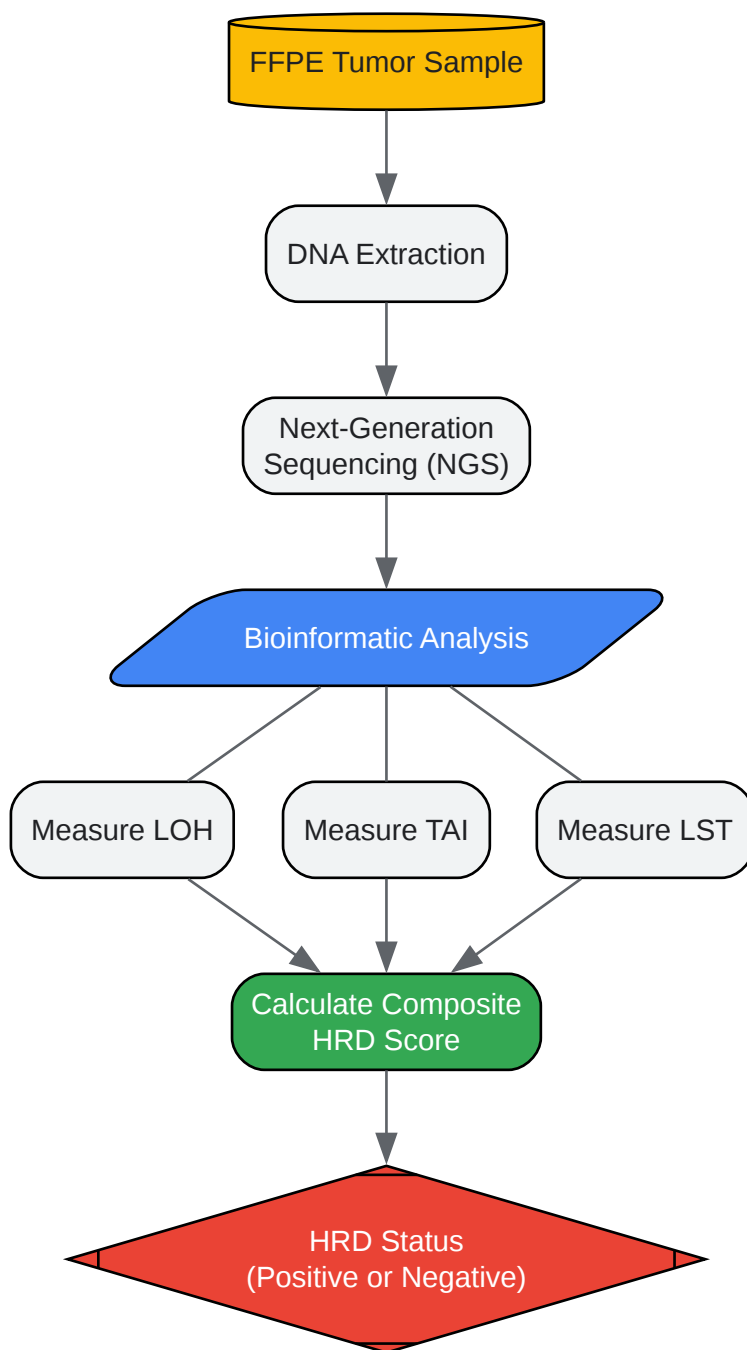 FFPE Tumor Sample
DNA Extraction
Next-Generation
Sequencing (NGS)
Bioinformatic Analysis
Measure LOH
Measure TAI
Measure LST
Calculate Composite
HRD Score
HRD Status
(Positive or Negative)